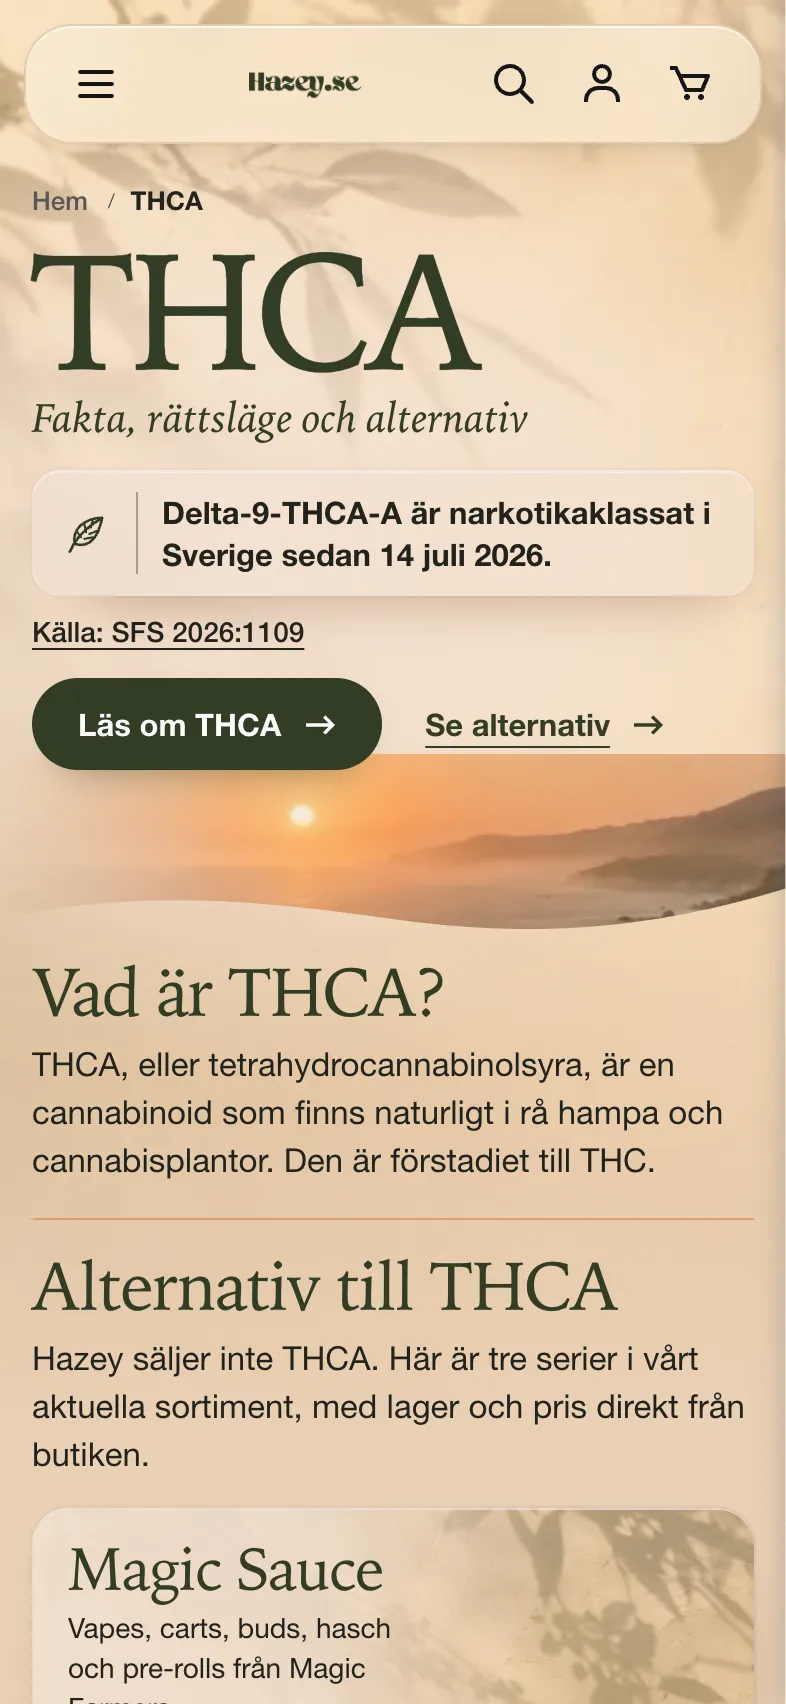 Hazey.se
Hem / THCA
THCA
Fakta, rättsläge och alternativ
Delta-9-THCA-A är narkotikaklassat i
Sverige sedan 14 juli 2026.
Källa: SFS 2026:1109
Läs om THCA →
Se alternativ →
Vad är THCA?
THCA, eller tetrahydrocannabinolsyra, är en
cannabinoid som finns naturligt i rå hampa och
cannabisplantor. Den är förstadiet till THC.
Alternativ till THCA
Hazey säljer inte THCA. Här är tre serier i vårt
aktuella sortiment, med lager och pris direkt från
butiken.
Magic Sauce
Vapes, carts, buds, hasch
och pre-rolls från Magic